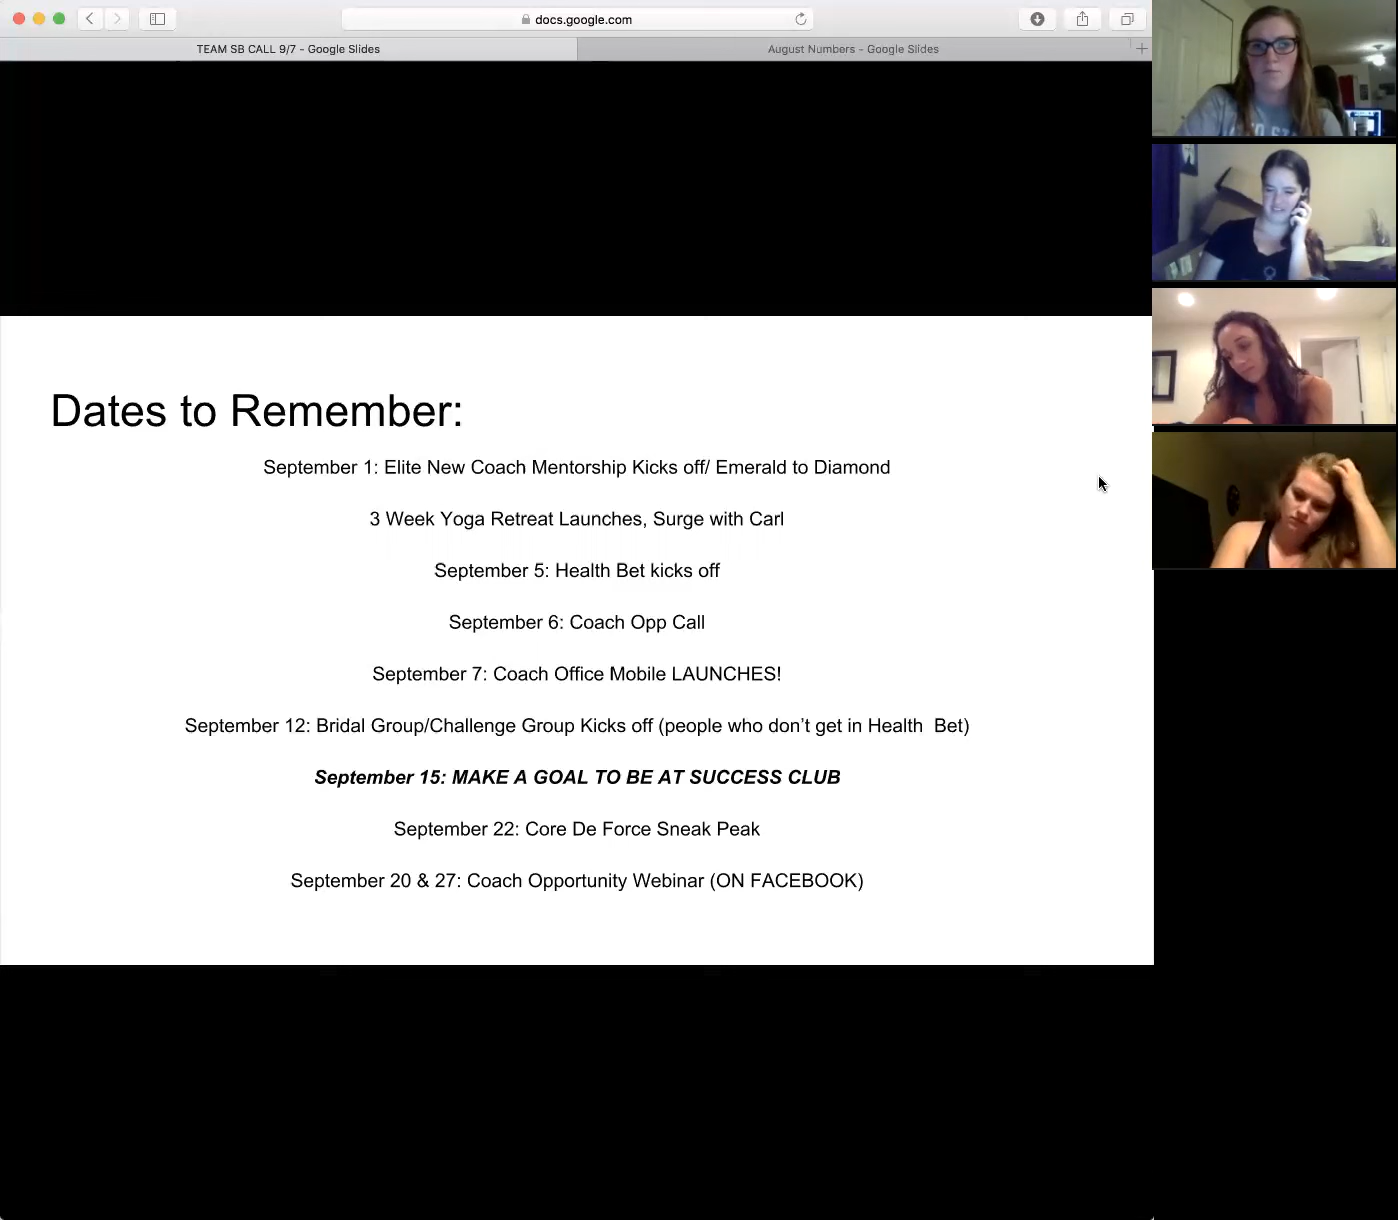 docs.google.com
TEAM SB CALL 9/7 - Google Slides
August Numbers - Google Slides
Dates to Remember:
September 1: Elite New Coach Mentorship Kicks off/ Emerald to Diamond
3 Week Yoga Retreat Launches, Surge with Carl
September 5: Health Bet kicks off
September 6: Coach Opp Call
September 7: Coach Office Mobile LAUNCHES!
September 12: Bridal Group/Challenge Group Kicks off (people who don’t get in Health  Bet)
September 15: MAKE A GOAL TO BE AT SUCCESS CLUB
September 22: Core De Force Sneak Peak
September 20 & 27: Coach Opportunity Webinar (ON FACEBOOK)